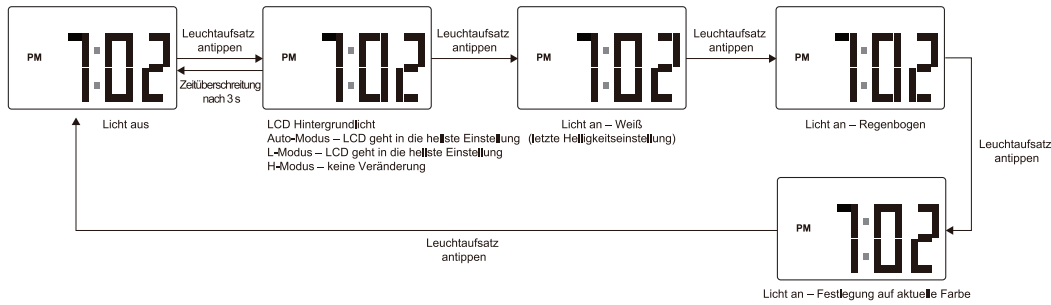 PM 7:02
Leuchtaufsatz
antippen
Zeitüberschreitung
nach 3 s
PM 7:02
Leuchtaufsatz
antippen
PM 7:02
Leuchtaufsatz
antippen
PM 7:02
Licht aus
LCD Hintergrundlicht
Auto-Modus – LCD geht in die hellste Einstellung
L-Modus – LCD geht in die hellste Einstellung
H-Modus – keine Veränderung
Licht an – Weiß
(letzte Helligkeitseinstellung)
Licht an – Regenbogen
Leuchtaufsatz
antippen
PM 7:02
Leuchtaufsatz
antippen
Licht an – Festlegung auf aktuelle Farbe